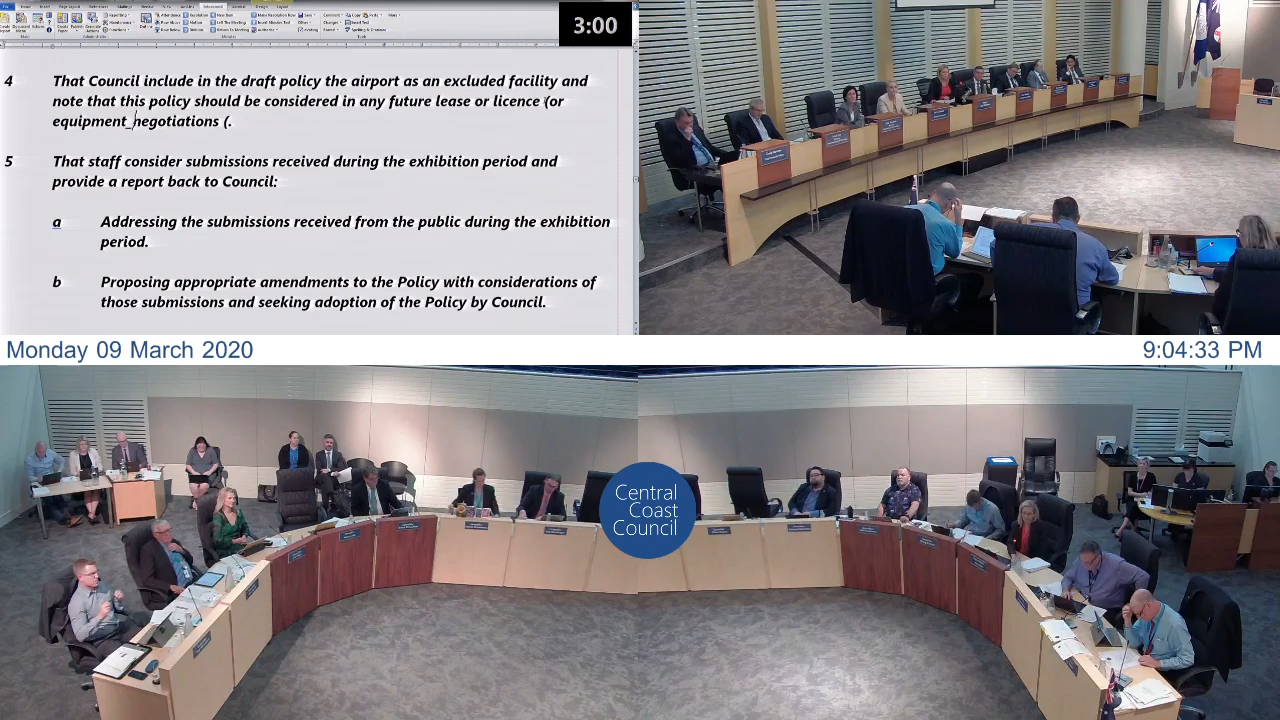 3:00
4 That Council include in the draft policy the airport as an excluded facility and
note that this policy should be considered in any future lease or licence (or
equipment_negotiations (.
5 That staff consider submissions received during the exhibition period and
provide a report back to Council:
a Addressing the submissions received from the public during the exhibition
period.
b Proposing appropriate amendments to the Policy with considerations of
those submissions and seeking adoption of the Policy by Council.
Monday 09 March 2020
9:04:33 PM
Central
Coast
Council